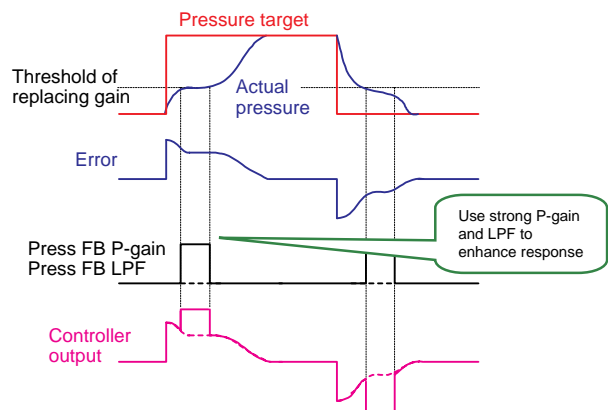 Pressure target
Threshold of
replacing gain
Actual
pressure
Error
Use strong P-gain
and LPF to
enhance response
Press FB P-gain
Press FB LPF
Controller
output